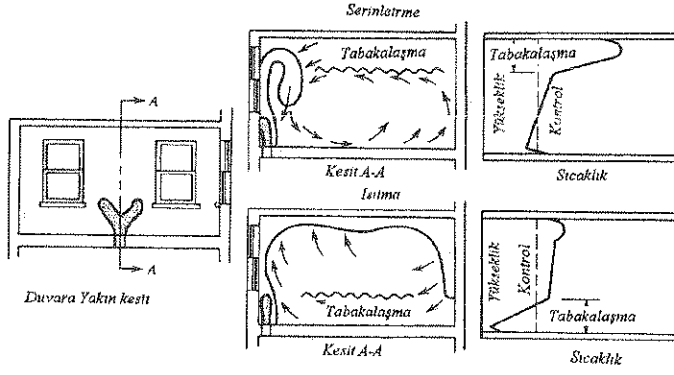 Serinletme
Tabakalaşma
Tabakalaşma
Yükseklik
Kontrol
A
Kesit A-A
Sıcaklık
Isıtma
A
Duvara Yakın kesit
Tabakalaşma
Yükseklik
Kontrol
Tabakalaşma
Kesit A-A
Sıcaklık